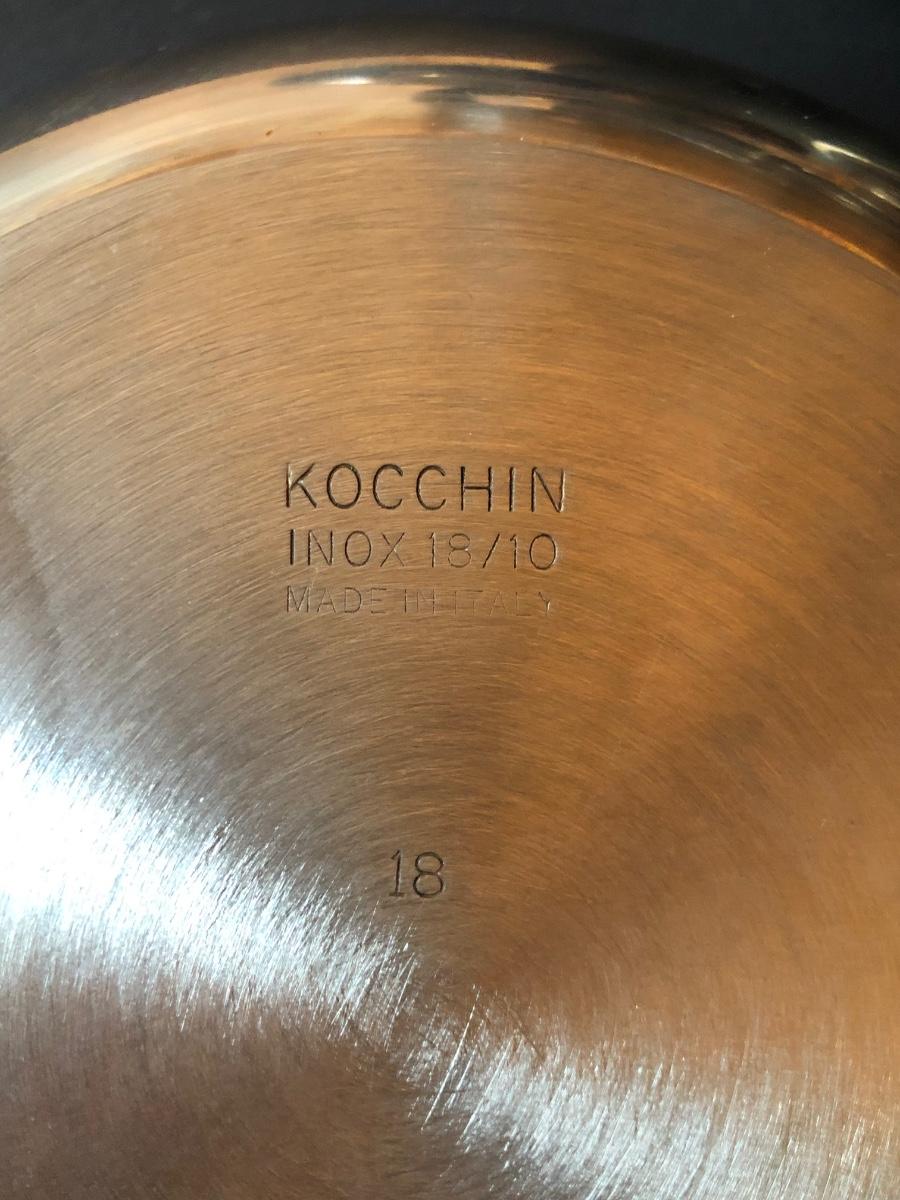 KOCCHIN
INOX 18/10
MADE IN ITALY
18